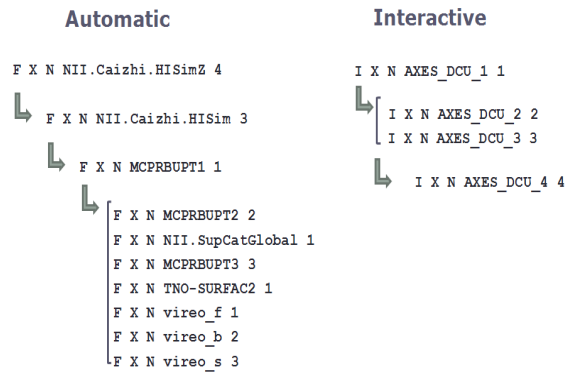 Automatic
F X N NII.Caizhi.HISimZ 4
F X N NII.Caizhi.HISim 3
F X N MCPRBUPT1 1
F X N MCPRBUPT2 2
F X N NII.SupCatGlobal 1
F X N MCPRBUPT3 3
F X N TNO-SURFAC2 1
F X N vireo_f 1
F X N vireo_b 2
F X N vireo_s 3
Interactive
I X N AXES_DCU_1 1
I X N AXES_DCU_2 2
I X N AXES_DCU_3 3
I X N AXES_DCU_4 4